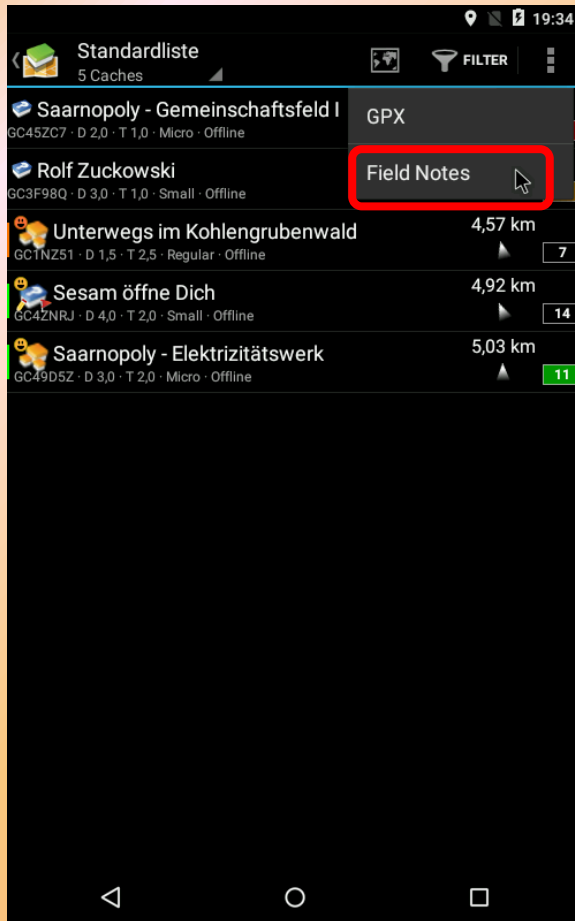 19:34
Standardliste
5 Caches
FILTER
GPX
Field Notes
Saarnopoly - Gemeinschaftsfeld I
GC45ZC7 · D 2,0 · T 1,0 · Micro · Offline
Rolf Zuckowski
GC3F98Q · D 3,0 · T 1,0 · Small · Offline
Unterwegs im Kohlengrubenwald
GC1NZ51 · D 1,5 · T 2,5 · Regular · Offline
4,57 km
7
Sesam öffne Dich
GC4ZNRJ · D 4,0 · T 2,0 · Small · Offline
4,92 km
14
Saarnopoly - Elektrizitätswerk
GC49D5Z · D 3,0 · T 2,0 · Micro · Offline
5,03 km
11